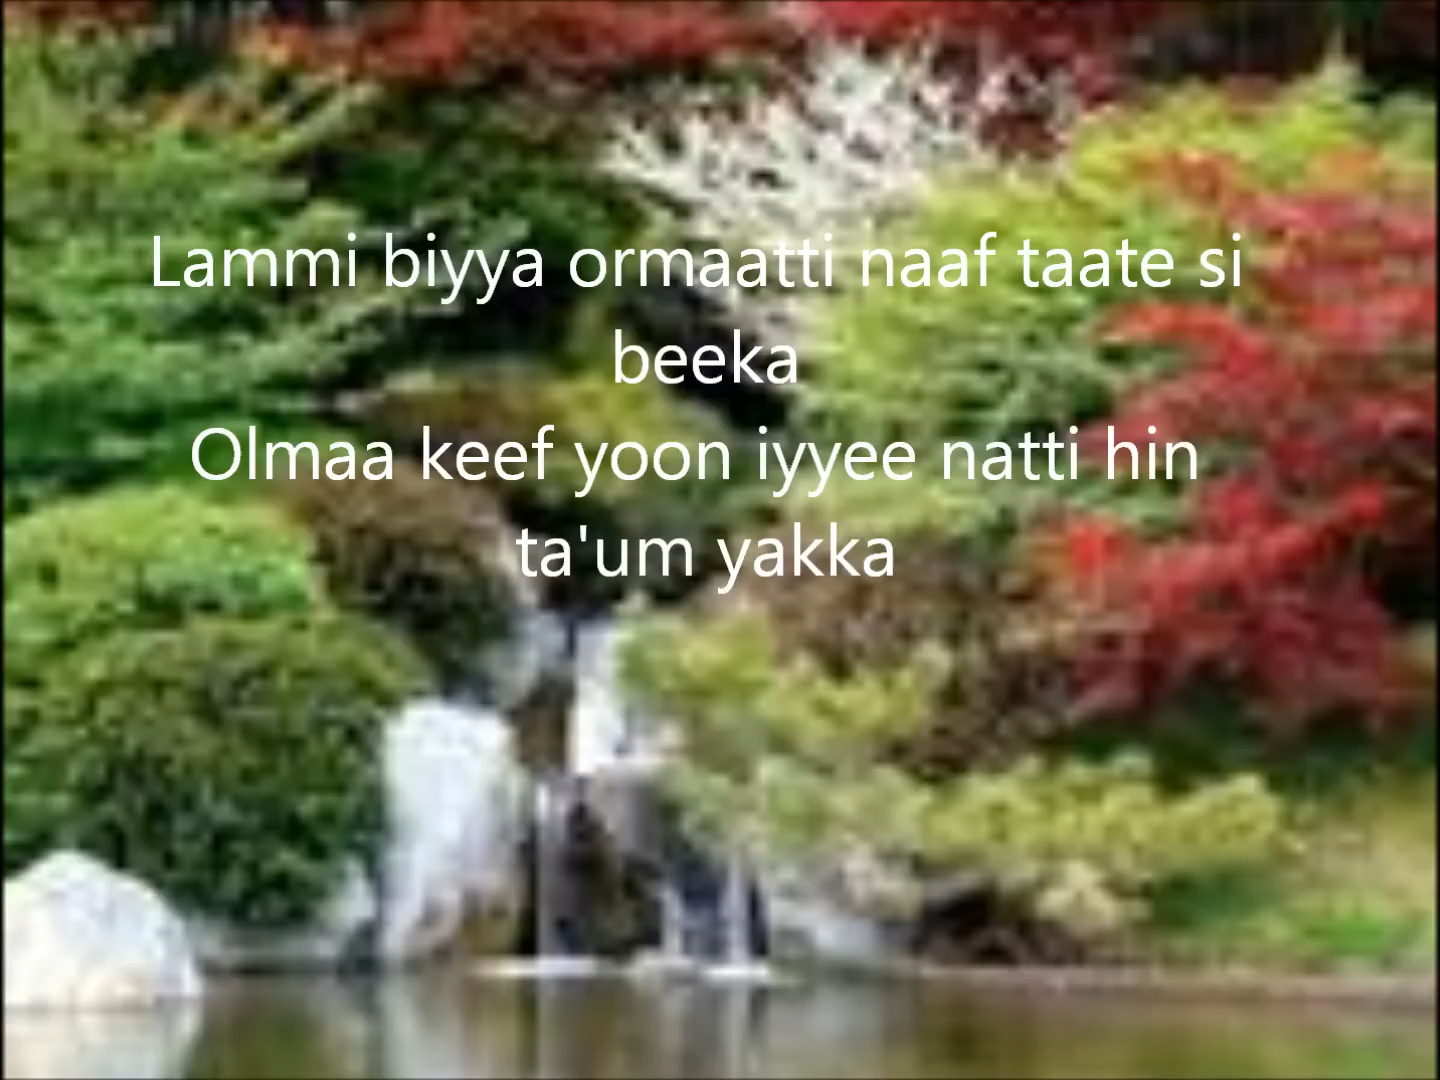 Lammi biyya ormaatti naaf taate si
beeka
Olmaa keef yoon iyyee natti hin
ta'um yakka